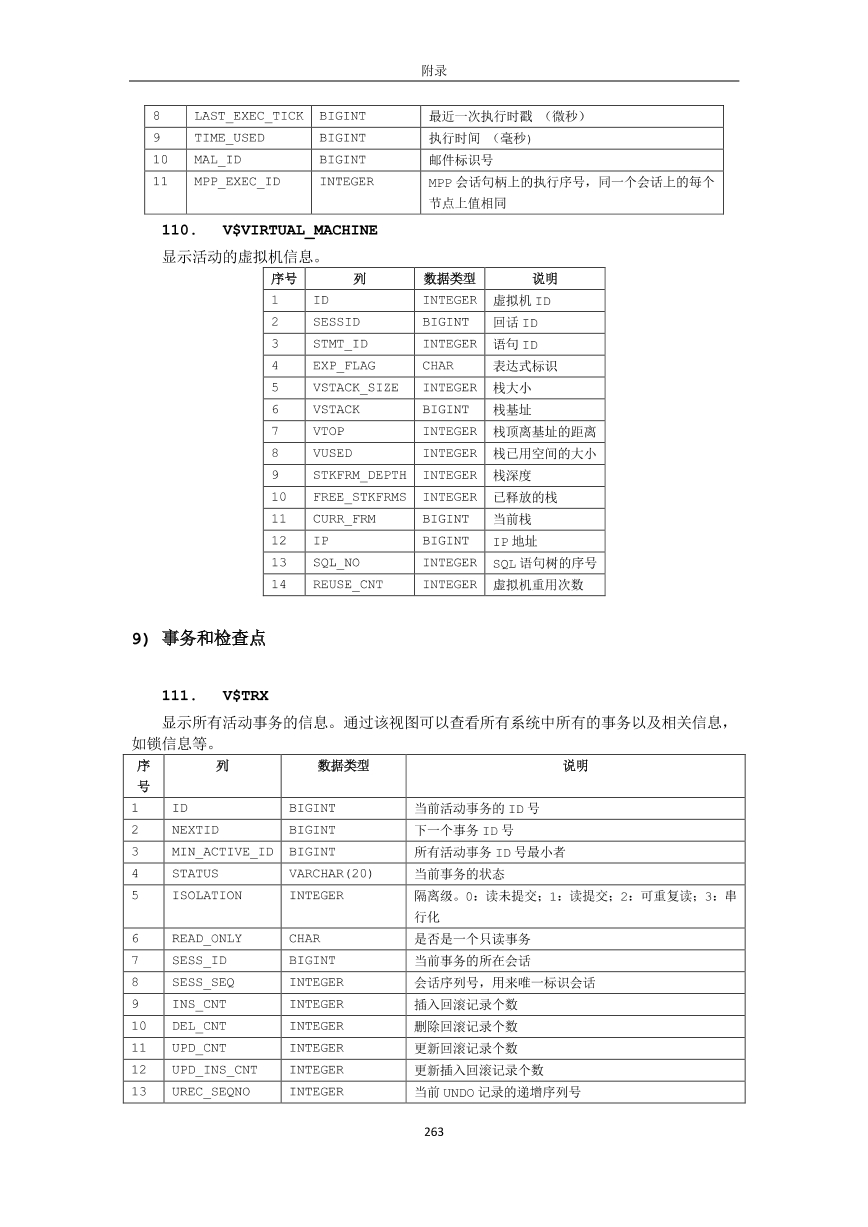 附录
8 LAST_EXEC_TICK BIGINT 最近一次执行时戳 （微秒）
9 TIME_USED BIGINT 执行时间 （毫秒）
10 MAL_ID BIGINT 邮件标识号
11 MPP_EXEC_ID INTEGER MPP 会话句柄上的执行序号，同一个会话上的每个
节点上值相同
110. V$VIRTUAL_MACHINE
显示活动的虚拟机信息。
序号 列 数据类型 说明
1 ID INTEGER 虚拟机 ID
2 SESSID BIGINT 回话 ID
3 STMT_ID INTEGER 语句 ID
4 EXP_FLAG CHAR 表达式标识
5 VSTACK_SIZE INTEGER 栈大小
6 VSTACK BIGINT 栈基址
7 VTOP INTEGER 栈顶离基址的距离
8 VUSED INTEGER 栈已用空间的大小
9 STKFRM_DEPTH INTEGER 栈深度
10 FREE_STKFRMS INTEGER 已释放的栈
11 CURR_FRM BIGINT 当前栈
12 IP BIGINT IP 地址
13 SQL_NO INTEGER SQL 语句树的序号
14 REUSE_CNT INTEGER 虚拟机重用次数
9) 事务和检查点
111. V$TRX
显示所有活动事务的信息。通过该视图可以查看所有系统中所有的事务以及相关信息，
如锁信息等。
序 列 数据类型 说明
号
1 ID BIGINT 当前活动事务的 ID 号
2 NEXTID BIGINT 下一个事务 ID 号
3 MIN_ACTIVE_ID BIGINT 所有活动事务 ID 号最小者
4 STATUS VARCHAR(20) 当前事务的状态
5 ISOLATION INTEGER 隔离级。0：读未提交；1：读提交；2：可重复读；3：串
行化
6 READ_ONLY CHAR 是否是一个只读事务
7 SESS_ID BIGINT 当前事务的所在会话
8 SESS_SEQ INTEGER 会话序列号，用来唯一标识会话
9 INS_CNT INTEGER 插入回滚记录个数
10 DEL_CNT INTEGER 删除回滚记录个数
11 UPD_CNT INTEGER 更新回滚记录个数
12 UPD_INS_CNT INTEGER 更新插入回滚记录个数
13 UREC_SEQNO INTEGER 当前 UNDO 记录的递增序列号
263